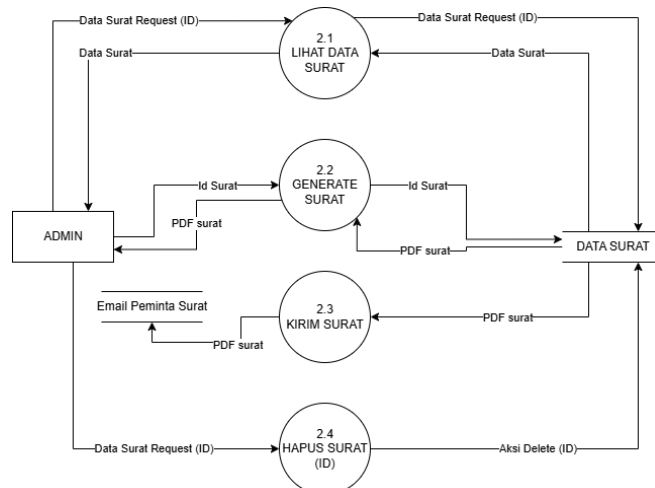 Data Surat Request (ID)
2.1
LIHAT DATA
SURAT
Data Surat Request (ID)
Data Surat
Data Surat
2.2
GENERATE
SURAT
Id Surat
Id Surat
PDF surat
PDF surat
ADMIN
DATA SURAT
Email Peminta Surat
2.3
KIRIM SURAT
PDF surat
PDF surat
2.4
HAPUS SURAT
(ID)
Data Surat Request (ID)
Aksi Delete (ID)